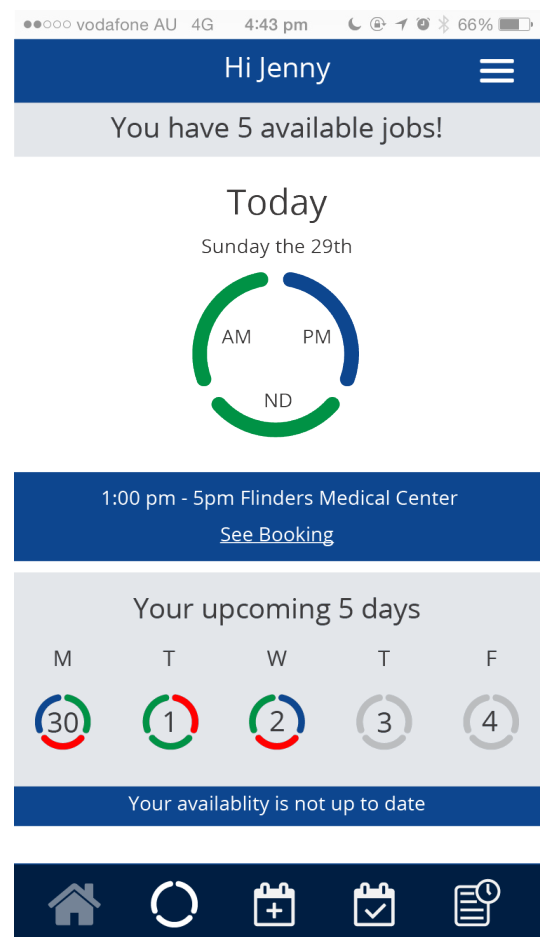 vodafone AU 4G 4:43 pm 66%
Hi Jenny
You have 5 available jobs!
Today
Sunday the 29th
AM PM
ND
1:00 pm - 5pm Flinders Medical Center
See Booking
Your upcoming 5 days
M T W T F
30 1 2 3 4
Your availablity is not up to date